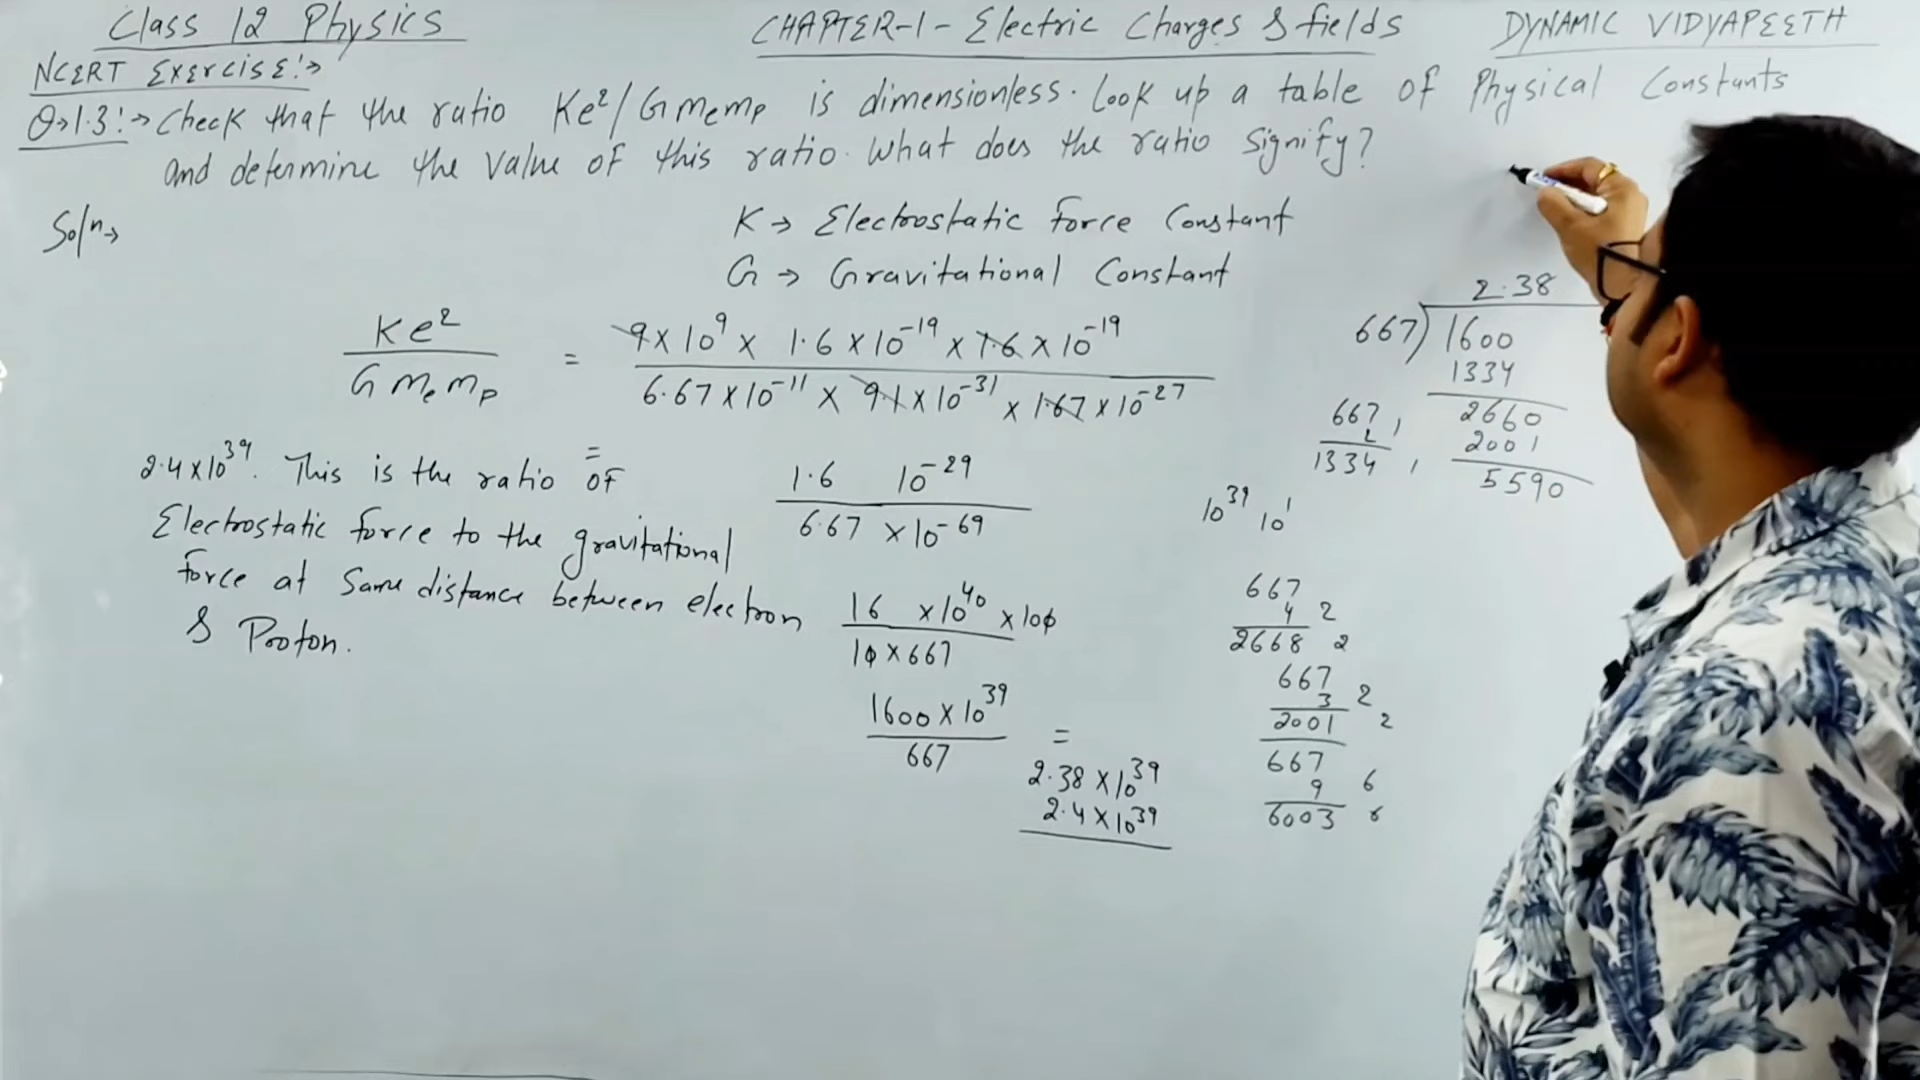 Class 12 Physics
CHAPTER-1 - Electric Charges & fields
DYNAMIC VIDYAPEETH
NCERT Exercise:→
Q→1.3:→ Check that the ratio Ke²/GMeMp is dimensionless. Look up a table of Physical Constants
and determine the value of this ratio. What does the ratio signify?
Sol^n→
K → Electrostatic Force Constant
G → Gravitational Constant
Ke² / G Me Mp = 9 × 10⁹ × 1.6 × 10⁻¹⁹ × 1.6 × 10⁻¹⁹ / 6.67 × 10⁻¹¹ × 9.1 × 10⁻³¹ × 1.67 × 10⁻²⁷
=
1.6 10⁻²⁹
6.67 × 10⁻⁶⁹
16 × 10⁴⁰ × 100
10 × 667
1600 × 10³⁹
667
=
2.38 × 10³⁹
2.4 × 10³⁹
2.4 × 10³⁹. This is the ratio of
Electrostatic force to the gravitational
force at same distance between electron
& Proton.
2.38
667) 1600
1334
2660
2001
5590
667 1
2
1334 1
10³⁹ 10¹
667
4 2
2668 2
667
3 2
2001 2
667
9 6
6003 8